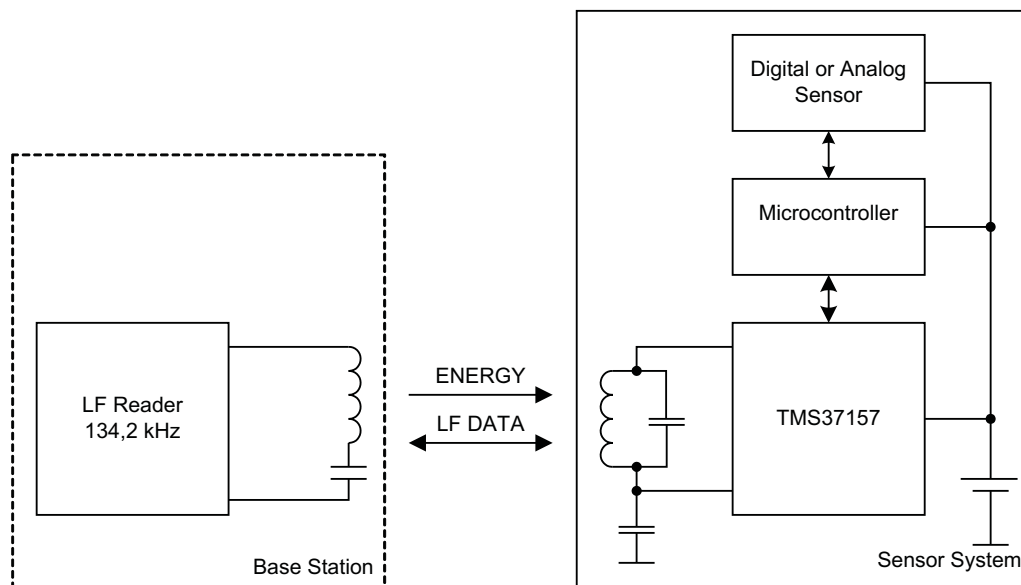 Digital or Analog
Sensor
Microcontroller
LF Reader
134,2 kHz
ENERGY
LF DATA
TMS37157
Base Station
Sensor System